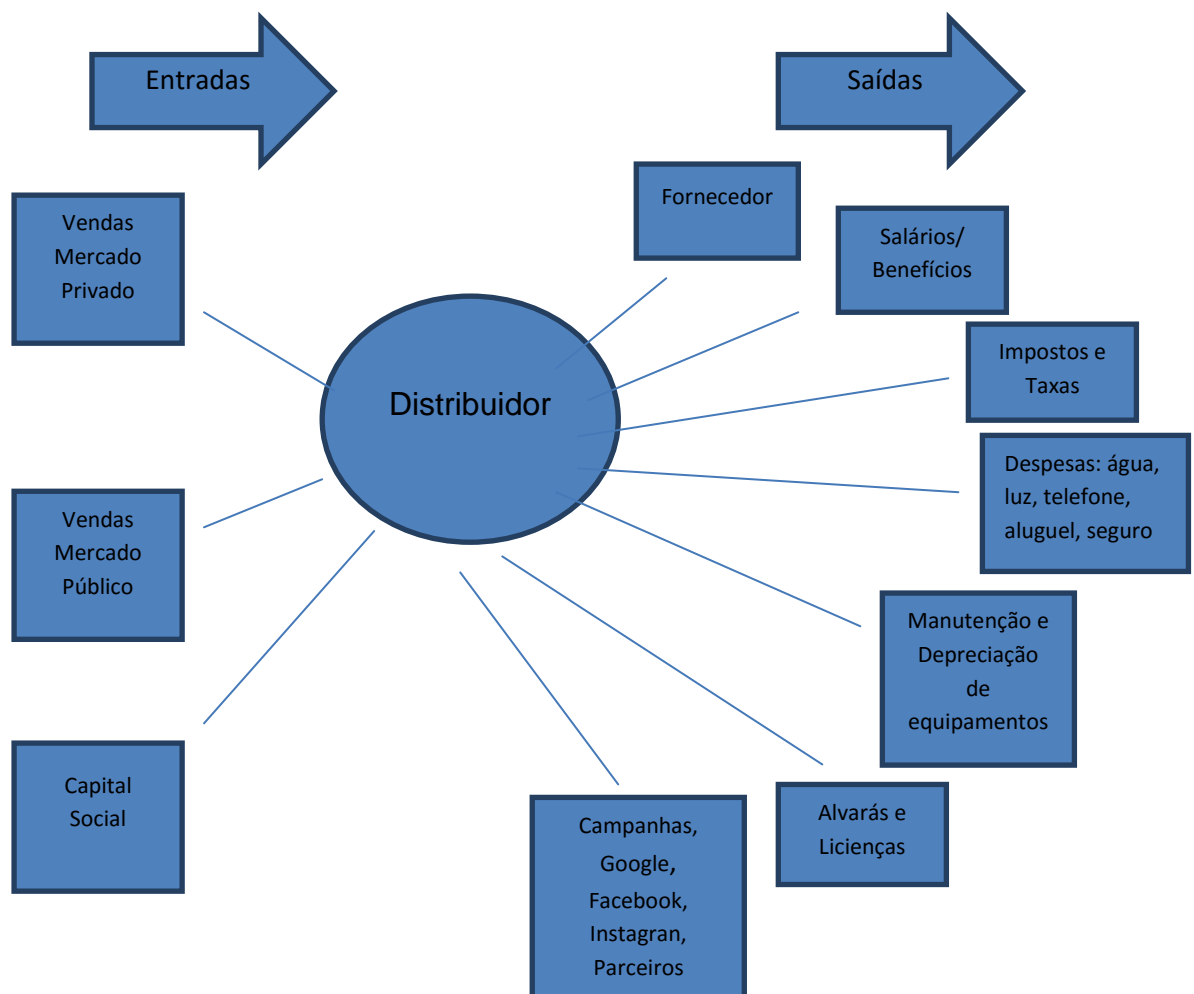 Entradas
Saídas
Vendas
Mercado
Privado
Vendas
Mercado
Público
Capital
Social
Distribuidor
Fornecedor
Salários/
Benefícios
Impostos e
Taxas
Despesas: água,
luz, telefone,
aluguel, seguro
Manutenção e
Depreciação
de
equipamentos
Alvarás e
Licienças
Campanhas,
Google,
Facebook,
Instagran,
Parceiros